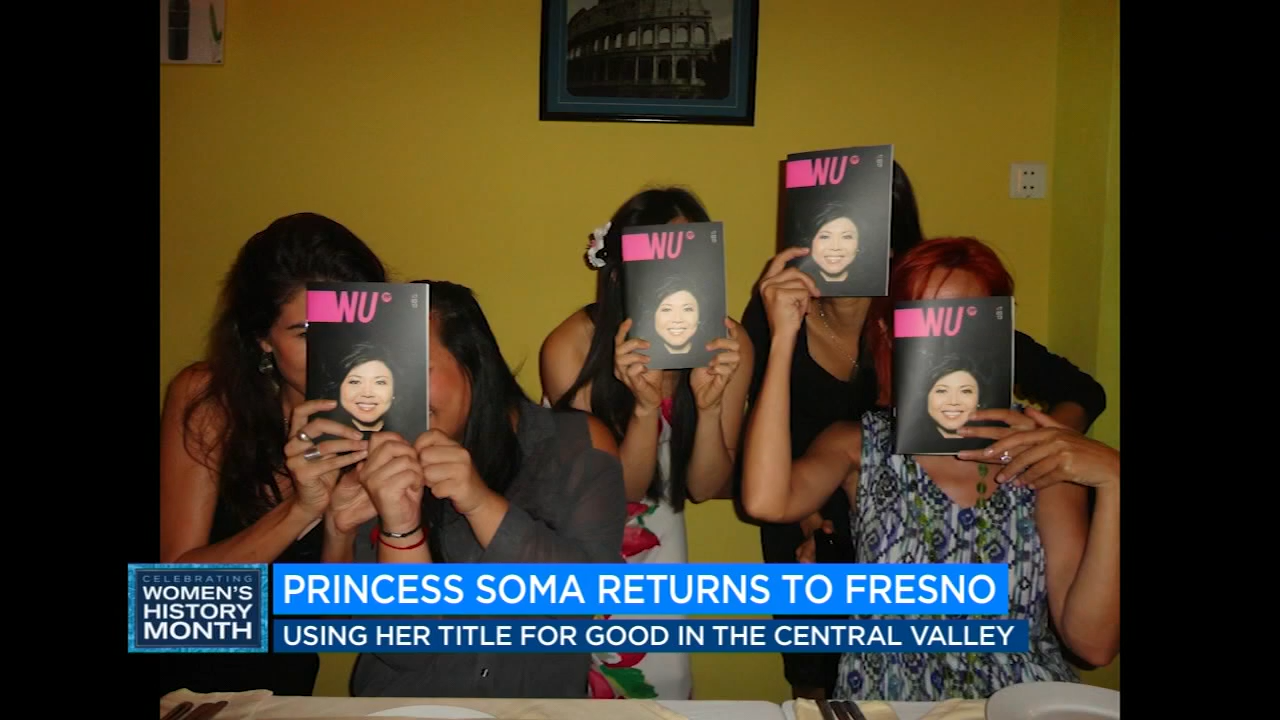 WU
WU
WU
WU
CELEBRATING
WOMEN'S
HISTORY
MONTH
PRINCESS SOMA RETURNS TO FRESNO
USING HER TITLE FOR GOOD IN THE CENTRAL VALLEY